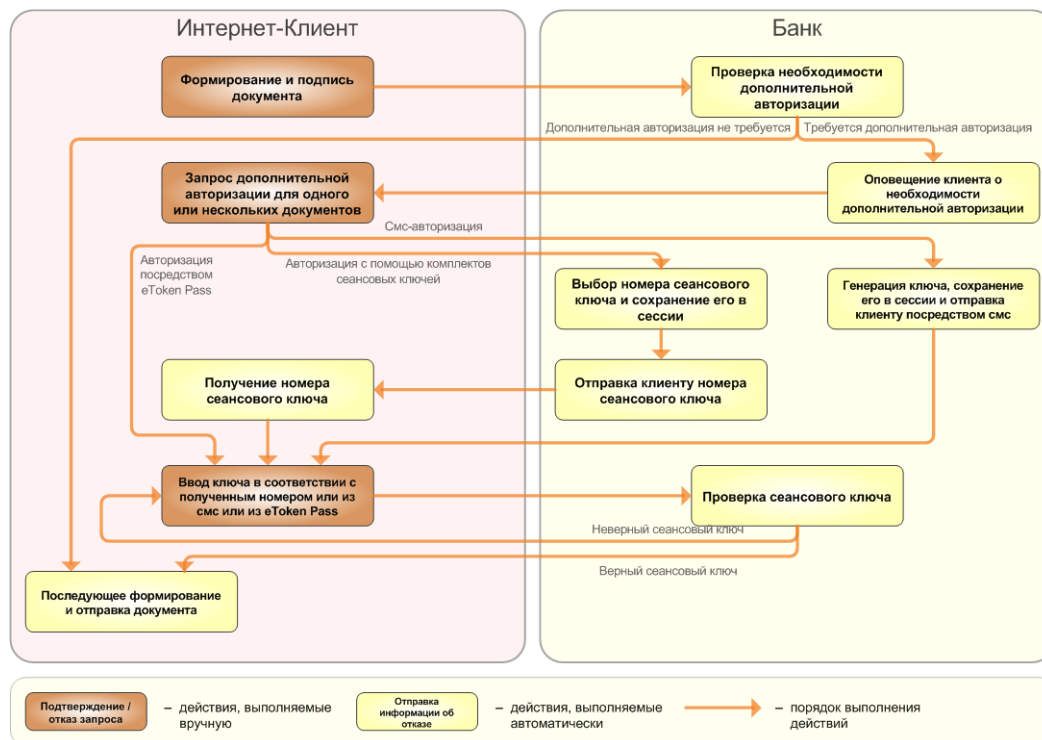 Интернет-Клиент
Банк
Формирование и подпись
документа
Проверка необходимости
дополнительной
авторизации
Дополнительная авторизация не требуется
Требуется дополнительная авторизация
Запрос дополнительной
авторизации для одного
или нескольких документов
Оповещение клиента о
необходимости
дополнительной авторизации
Смс-авторизация
Авторизация
посредством
eToken Pass
Авторизация с помощью комплектов
сеансовых ключей
Выбор номера сеансового
ключа и сохранение его в
сессии
Генерация ключа, сохранение
его в сессии и отправка
клиенту посредством смс
Получение номера
сеансового ключа
Отправка клиенту номера
сеансового ключа
Ввод ключа в соответствии с
полученным номером или из
смс или из eToken Pass
Проверка сеансового ключа
Неверный сеансовый ключ
Верный сеансовый ключ
Последующее формирование
и отправка документа
Подтверждение /
отказ запроса
– действия, выполняемые
вручную
Отправка
информации об
отказе
– действия, выполняемые
автоматически
– порядок выполнения
действий